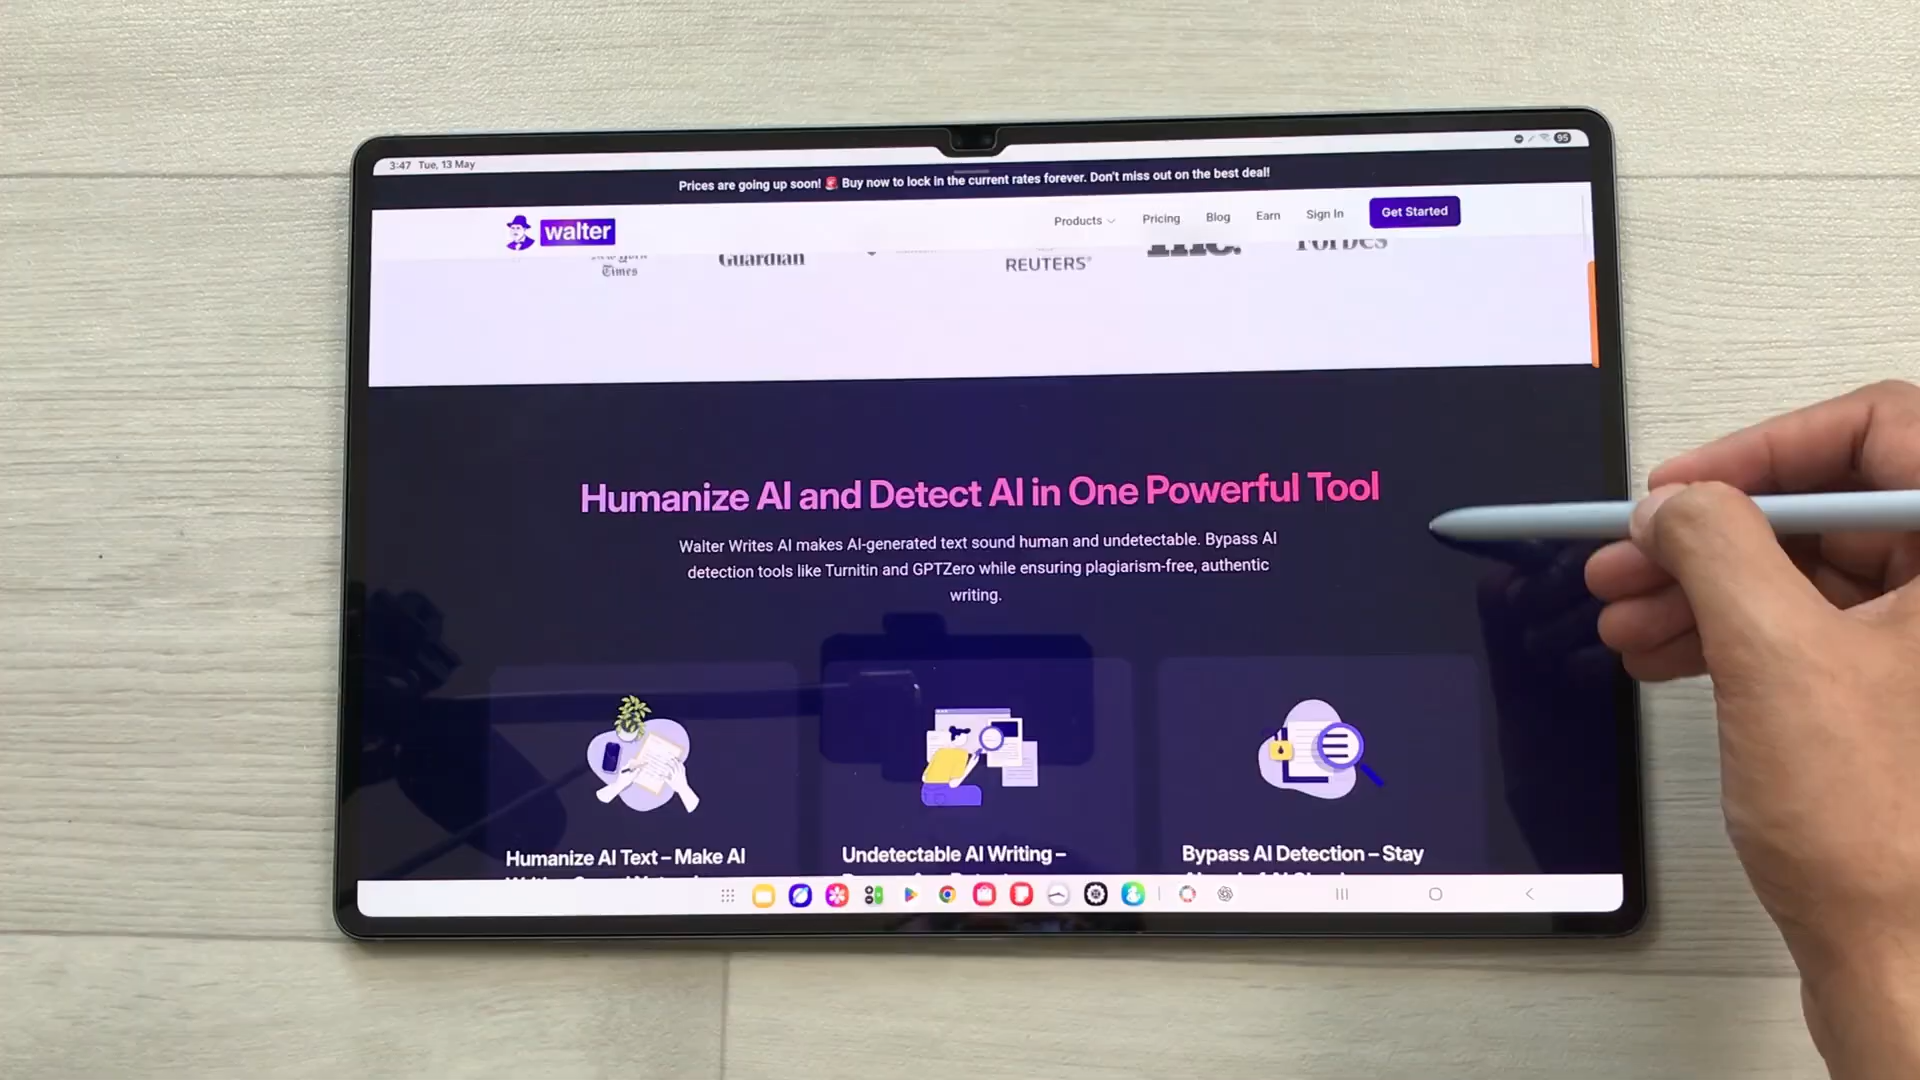 3:47 Tue, 13 May
95
Prices are going up soon! 🚨 Buy now to lock in the current rates forever. Don't miss out on the best deal!
walter
Products
Pricing
Blog
Earn
Sign In
Get Started
Times
Guardian
REUTERS
Inc.
Forbes
Humanize AI and Detect AI in One Powerful Tool
Walter Writes AI makes AI-generated text sound human and undetectable. Bypass AI
detection tools like Turnitin and GPTZero while ensuring plagiarism-free, authentic
writing.
Humanize AI Text – Make AI
Undetectable AI Writing –
Bypass AI Detection – Stay